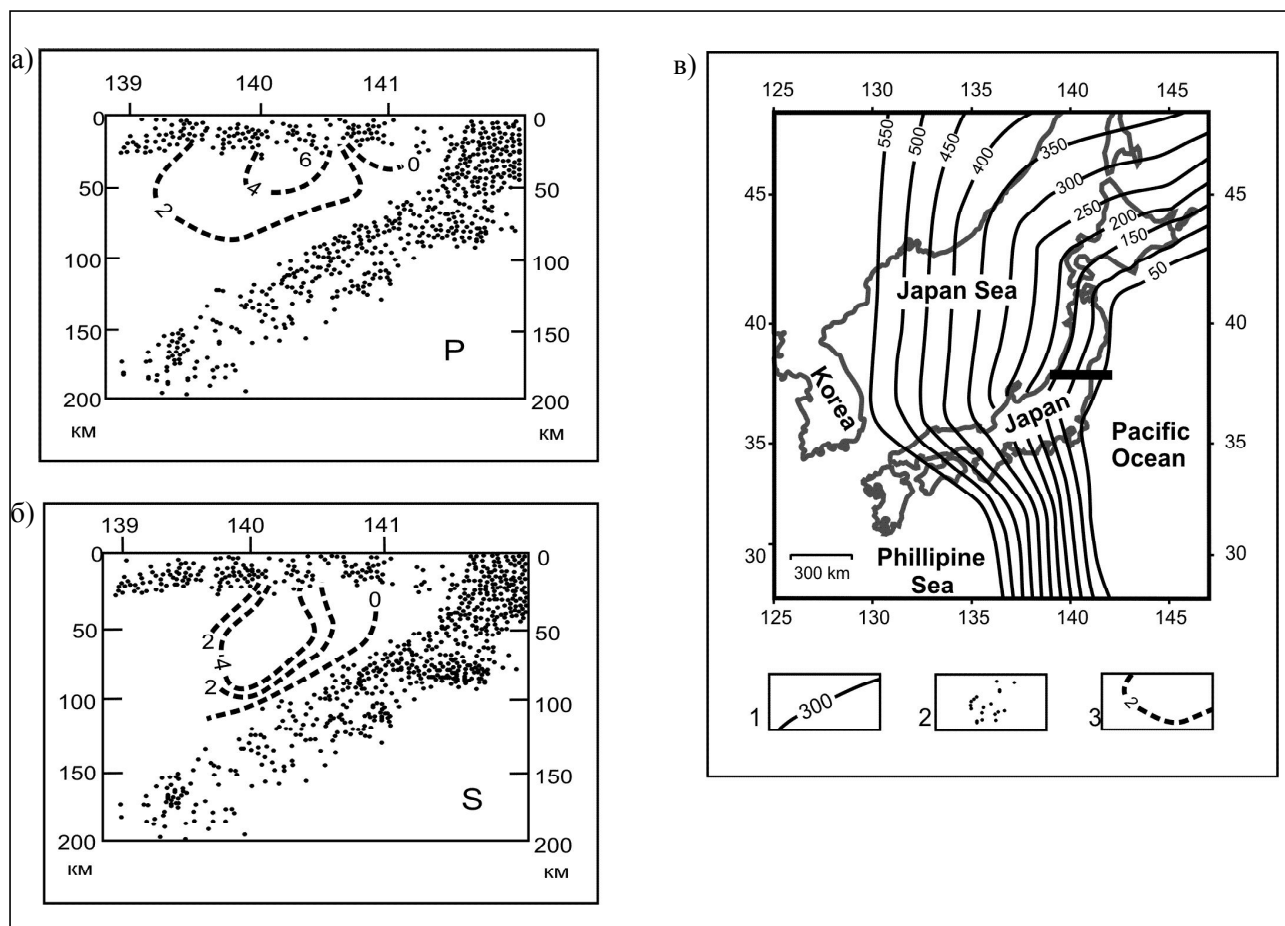 а)
139 140 141
0 0
50 50
100 100
150 150
200 200
км км
2 4 6 0
P
б)
139 140 141
0 0
50 50
100 100
150 150
200 200
км км
2 4 2 0
S
в)
125 130 135 140 145
45 45
40 40
35 35
30 30
125 130 135 140 145
550 500 450 400 350
300
250
200
150
50
Japan Sea
Korea
Japan
Pacific
Ocean
Phillipine
Sea
300 km
1 300
2
3 2